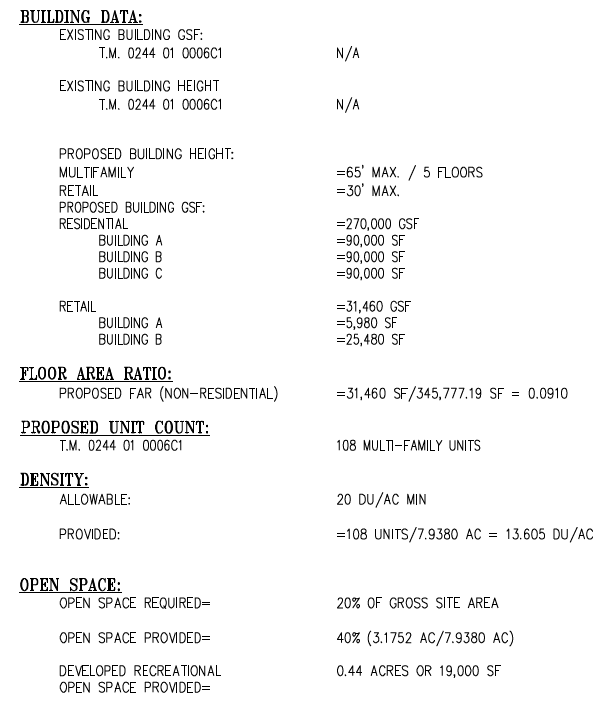 BUILDING DATA:
EXISTING BUILDING GSF:
T.M. 0244 01 0006C1 N/A
EXISTING BUILDING HEIGHT
T.M. 0244 01 0006C1 N/A
PROPOSED BUILDING HEIGHT:
MULTIFAMILY =65' MAX. / 5 FLOORS
RETAIL =30' MAX.
PROPOSED BUILDING GSF:
RESIDENTIAL =270,000 GSF
BUILDING A =90,000 SF
BUILDING B =90,000 SF
BUILDING C =90,000 SF
RETAIL =31,460 GSF
BUILDING A =5,980 SF
BUILDING B =25,480 SF
FLOOR AREA RATIO:
PROPOSED FAR (NON-RESIDENTIAL) =31,460 SF/345,777.19 SF = 0.0910
PROPOSED UNIT COUNT:
T.M. 0244 01 0006C1 108 MULTI-FAMILY UNITS
DENSITY:
ALLOWABLE: 20 DU/AC MIN
PROVIDED: =108 UNITS/7.9380 AC = 13.605 DU/AC
OPEN SPACE:
OPEN SPACE REQUIRED= 20% OF GROSS SITE AREA
OPEN SPACE PROVIDED= 40% (3.1752 AC/7.9380 AC)
DEVELOPED RECREATIONAL 0.44 ACRES OR 19,000 SF
OPEN SPACE PROVIDED=